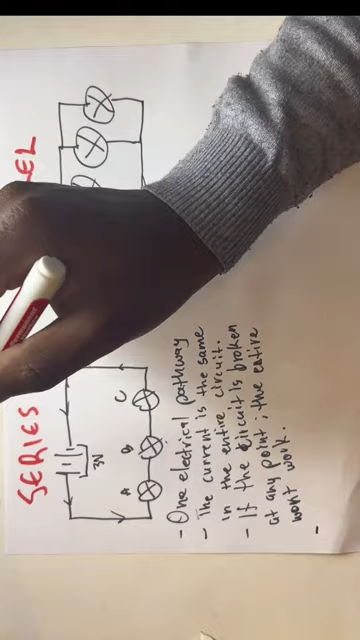 SERIES
EL
3V
A
B
C
- One electrical pathway
- The current is the same
in the entire circuit.
- If the circuit is broken
at any point; the entire
wont work.
-